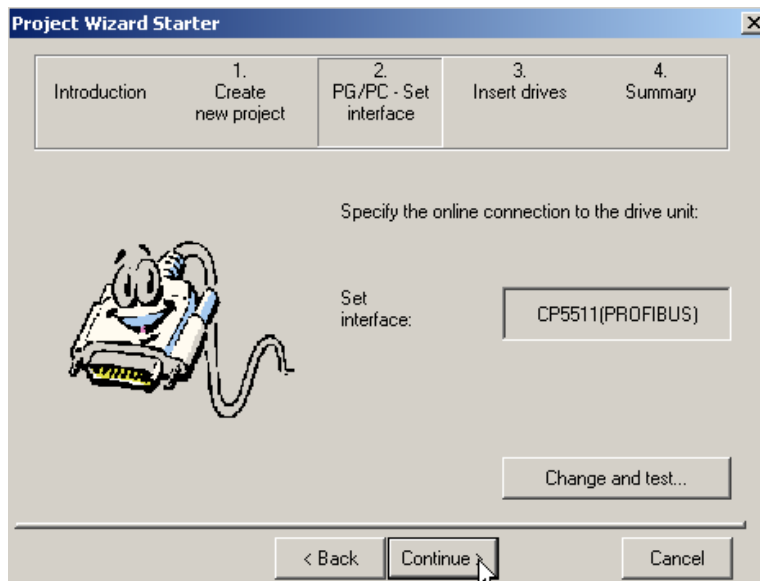 Project Wizard Starter
Introduction
1.
Create
new project
2.
PG/PC - Set
interface
3.
Insert drives
4.
Summary
Specify the online connection to the drive unit:
Set
interface:
CP5511(PROFIBUS)
Change and test...
< Back
Continue >
Cancel